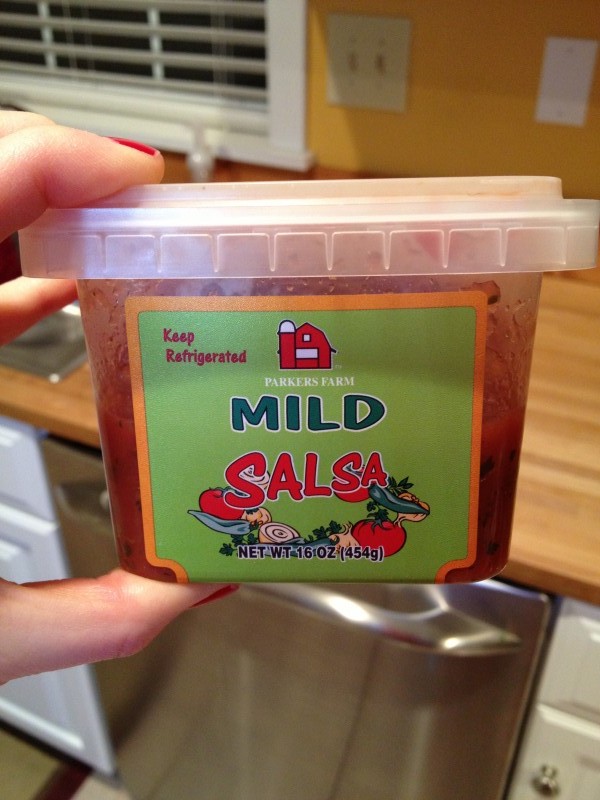 Keep
Refrigerated
PARKERS FARM
MILD
SALSA
NET WT 16 OZ (454g)